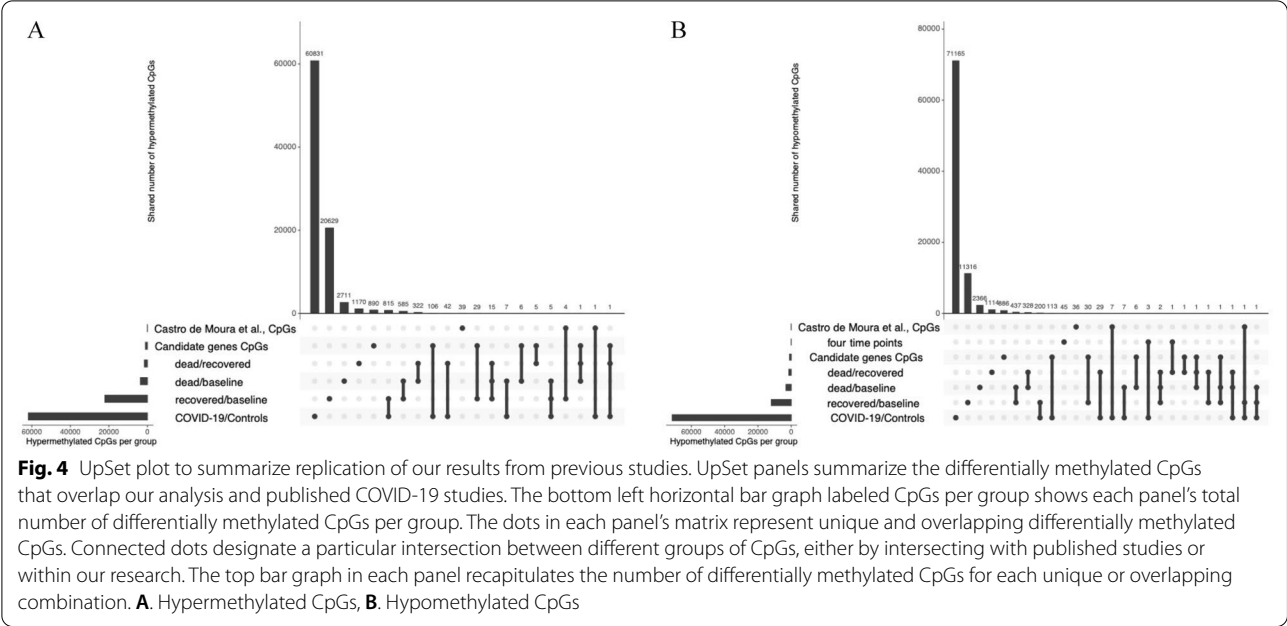 A
Shared number of hypermethylated CpGs
60000
40000
20000
0
60831
20629
2711
1170
890
815
585
322
106
42
39
29
15
7
6
5
5
4
1
1
1
Castro de Moura et al., CpGs
Candidate genes CpGs
dead/recovered
dead/baseline
recovered/baseline
COVID-19/Controls
60000 40000 20000 0
Hypermethylated CpGs per group
B
Shared number of hypomethylated CpGs
80000
60000
40000
20000
0
71165
11316
2366
1114
686
437
328
200
113
45
36
30
29
7
7
6
3
2
1
1
1
1
1
1
1
1
Castro de Moura et al., CpGs
four time points
Candidate genes CpGs
dead/recovered
dead/baseline
recovered/baseline
COVID-19/Controls
60000 40000 20000 0
Hypomethylated CpGs per group
Fig. 4 UpSet plot to summarize replication of our results from previous studies. UpSet panels summarize the differentially methylated CpGs
that overlap our analysis and published COVID-19 studies. The bottom left horizontal bar graph labeled CpGs per group shows each panel's total
number of differentially methylated CpGs per group. The dots in each panel's matrix represent unique and overlapping differentially methylated
CpGs. Connected dots designate a particular intersection between different groups of CpGs, either by intersecting with published studies or
within our research. The top bar graph in each panel recapitulates the number of differentially methylated CpGs for each unique or overlapping
combination. A. Hypermethylated CpGs, B. Hypomethylated CpGs